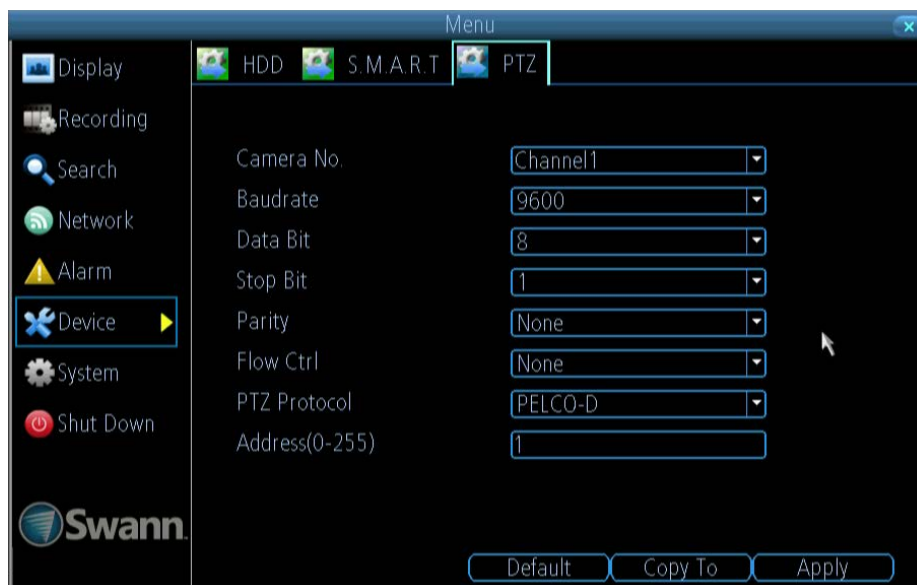 Menu
Display
Recording
Search
Network
Alarm
Device
System
Shut Down
Swann
HDD S.M.A.R.T PTZ
Camera No. Channel1
Baudrate 9600
Data Bit 8
Stop Bit 1
Parity None
Flow Ctrl None
PTZ Protocol PELCO-D
Address(0-255) 1
Default Copy To Apply